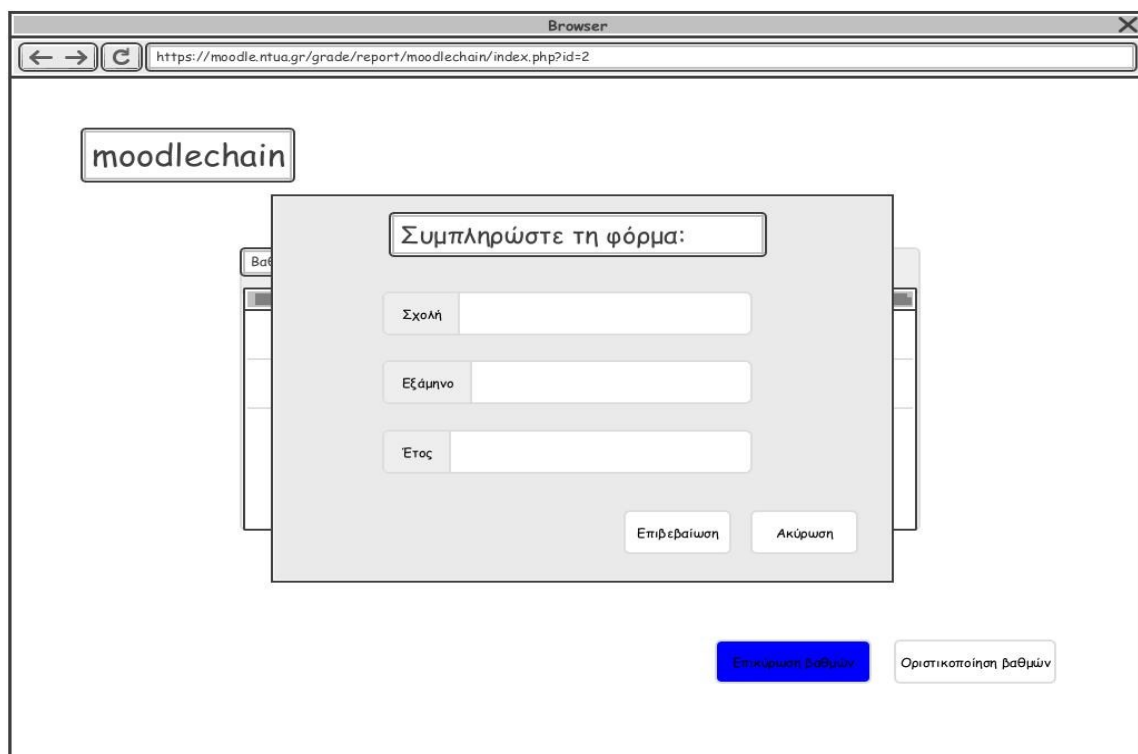 Browser
https://moodle.ntua.gr/grade/report/moodlechain/index.php?id=2
moodlechain
Συμπληρώστε τη φόρμα:
Σχολή
Εξάμηνο
Έτος
Επιβεβαίωση
Ακύρωση
Επικύρωση βαθμών
Οριστικοποίηση βαθμών